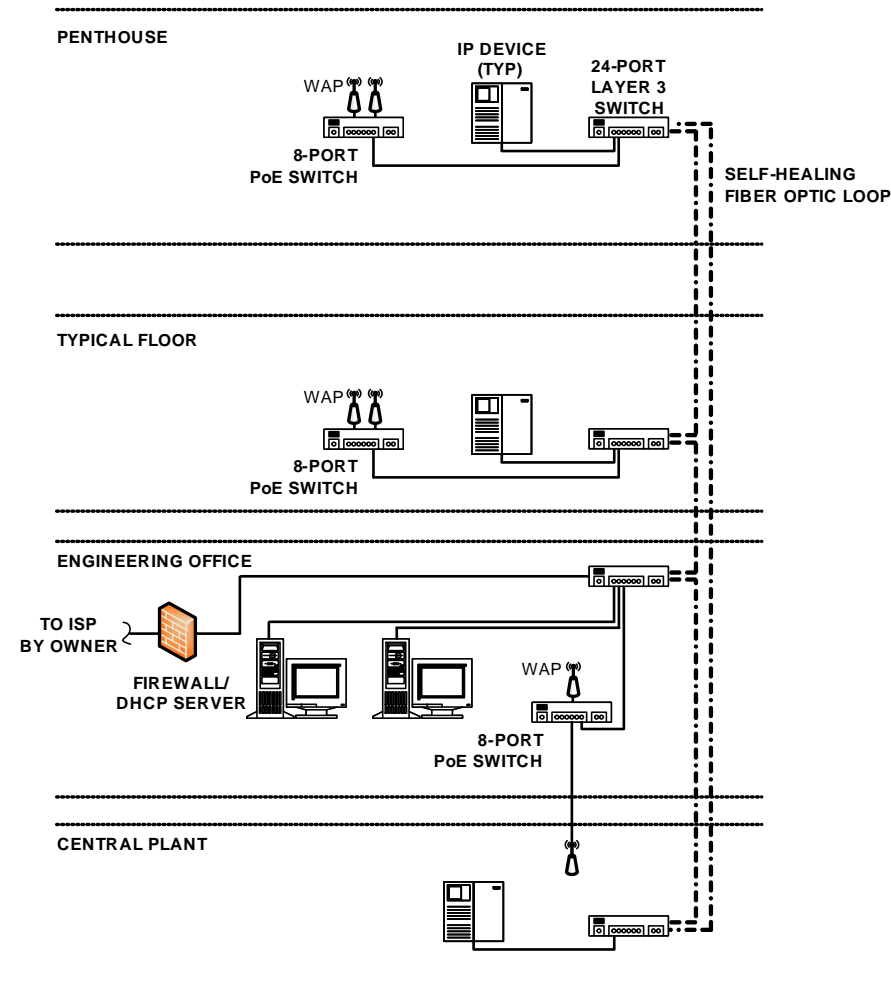 PENTHOUSE
IP DEVICE
(TYP)
24-PORT
LAYER 3
SWITCH
WAP
8-PORT
PoE SWITCH
SELF-HEALING
FIBER OPTIC LOOP
TYPICAL FLOOR
WAP
8-PORT
PoE SWITCH
ENGINEERING OFFICE
TO ISP
BY OWNER
FIREWALL/
DHCP SERVER
WAP
8-PORT
PoE SWITCH
CENTRAL PLANT